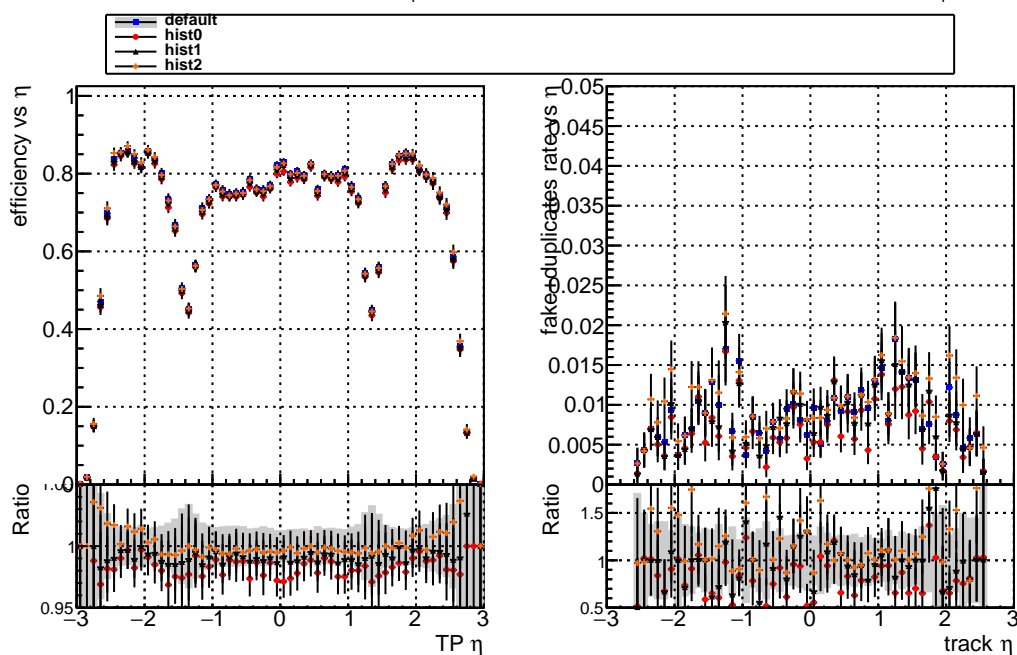 default
hist0
hist1
hist2
efficiency vs η
1
0.8
0.6
0.4
0.2
0
Ratio
1
0.95
−3 −2 −1 0 1 2 3
TP η
fake+duplicates rate vs η
0.05
0.045
0.04
0.035
0.03
0.025
0.02
0.015
0.01
0.005
0
Ratio
1.5
1
0.5
−3 −2 −1 0 1 2 3
track η